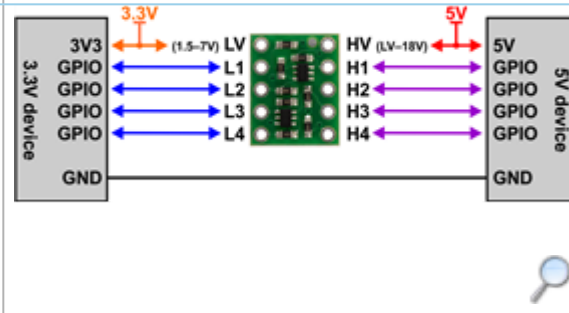 3.3V 5V
3V3 (1.5–7V) LV HV (LV–18V) 5V
GPIO L1 H1 GPIO
GPIO L2 H2 GPIO
GPIO L3 H3 GPIO
GPIO L4 H4 GPIO
GND GND
3.3V device
5V device